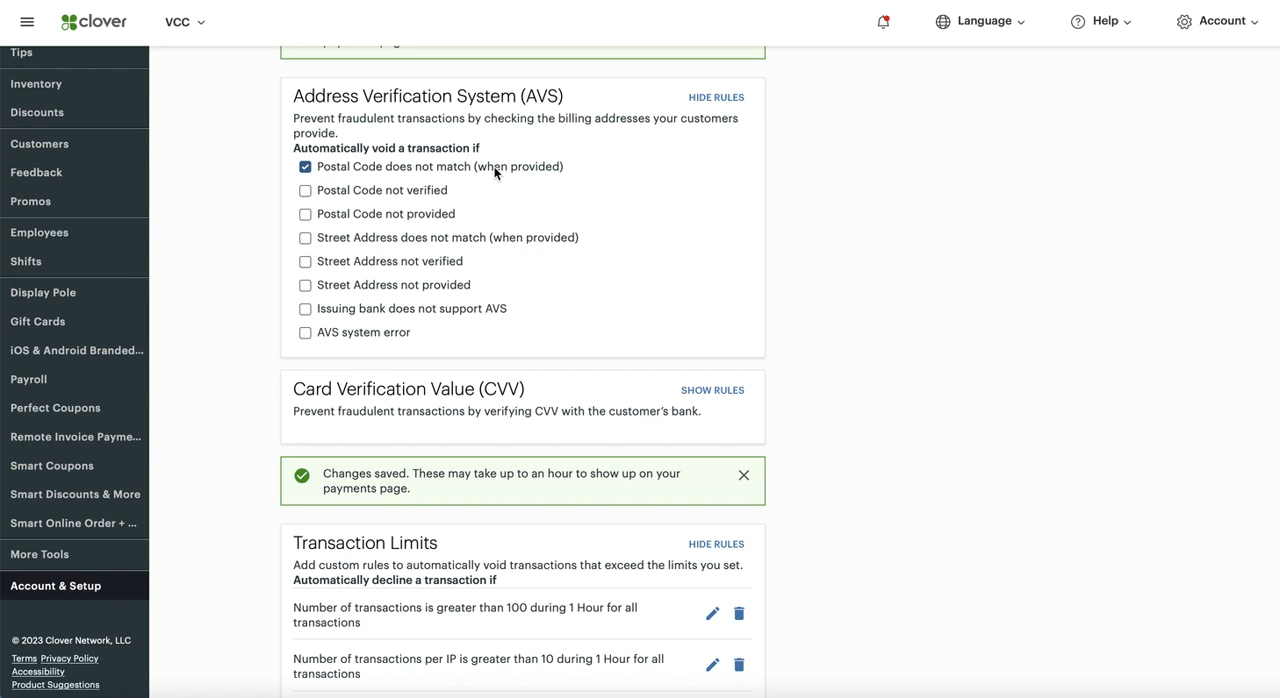 clover
VCC
Language
Help
Account
Tips
Inventory
Discounts
Customers
Feedback
Promos
Employees
Shifts
Display Pole
Gift Cards
iOS & Android Branded...
Payroll
Perfect Coupons
Remote Invoice Payme...
Smart Coupons
Smart Discounts & More
Smart Online Order + ...
More Tools
Account & Setup
© 2023 Clover Network, LLC
Terms Privacy Policy
Accessibility
Product Suggestions
Address Verification System (AVS)
HIDE RULES
Prevent fraudulent transactions by checking the billing addresses your customers
provide.
Automatically void a transaction if
Postal Code does not match (when provided)
Postal Code not verified
Postal Code not provided
Street Address does not match (when provided)
Street Address not verified
Street Address not provided
Issuing bank does not support AVS
AVS system error
Card Verification Value (CVV)
SHOW RULES
Prevent fraudulent transactions by verifying CVV with the customer's bank.
Changes saved. These may take up to an hour to show up on your
payments page.
Transaction Limits
HIDE RULES
Add custom rules to automatically void transactions that exceed the limits you set.
Automatically decline a transaction if
Number of transactions is greater than 100 during 1 Hour for all
transactions
Number of transactions per IP is greater than 10 during 1 Hour for all
transactions